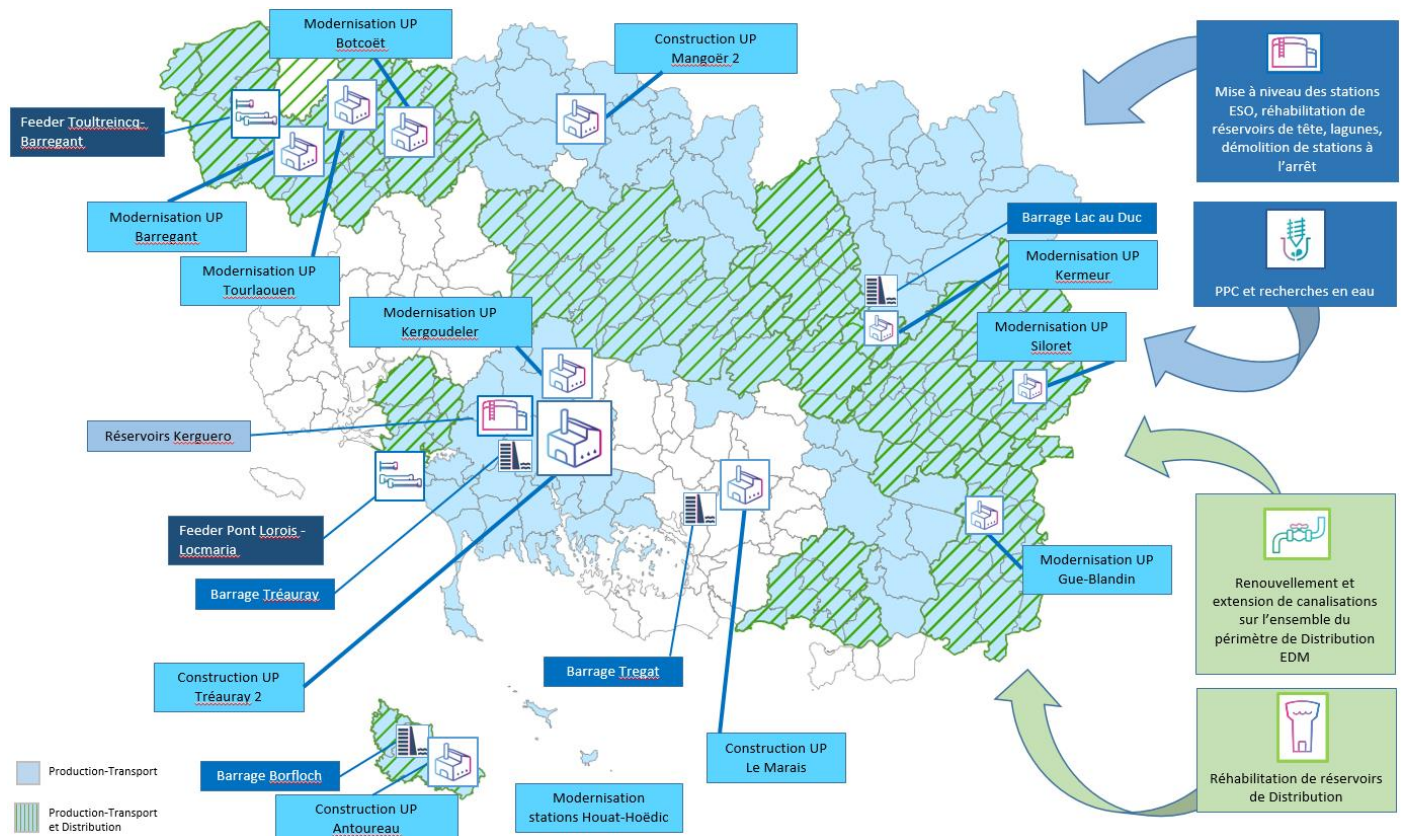 Modernisation UP
Botcoët
Construction UP
Mangoër 2
Feeder Toultreincq-
Barregant
Modernisation UP
Barregant
Modernisation UP
Tourlaouen
Modernisation UP
Kergoudeler
Réservoirs Kerguero
Feeder Pont Lorois -
Locmaria
Barrage Tréauray
Construction UP
Tréauray 2
Barrage Borfloch
Construction UP
Antoureau
Modernisation
stations Houat-Hoëdic
Barrage Tregat
Construction UP
Le Marais
Barrage Lac au Duc
Modernisation UP
Kermeur
Modernisation UP
Siloret
Modernisation UP
Gue-Blandin
Mise à niveau des stations
ESO, réhabilitation de
réservoirs de tête, lagunes,
démolition de stations à
l’arrêt
PPC et recherches en eau
Renouvellement et
extension de canalisations
sur l’ensemble du
périmètre de Distribution
EDM
Réhabilitation de réservoirs
de Distribution
Production-Transport
Production-Transport
et Distribution